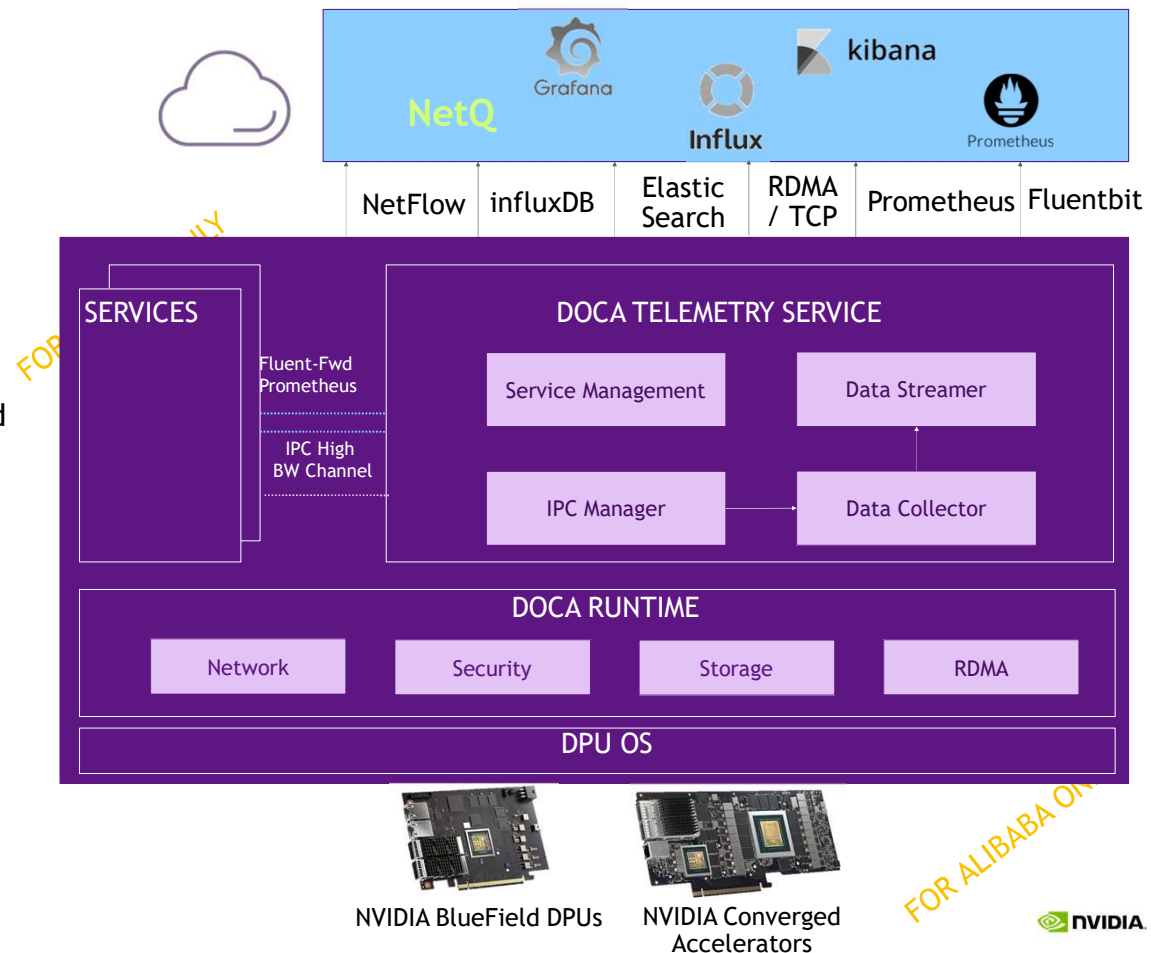 Grafana
kibana
NetQ
Influx
Prometheus
NetFlow
influxDB
Elastic
Search
RDMA
/ TCP
Prometheus
Fluentbit
SERVICES
DOCA TELEMETRY SERVICE
Fluent-Fwd
Prometheus
IPC High
BW Channel
Service Management
Data Streamer
IPC Manager
Data Collector
DOCA RUNTIME
Network
Security
Storage
RDMA
DPU OS
NVIDIA BlueField DPUs
NVIDIA Converged
Accelerators
FOR
FOR ALIBABA
NVIDIA.